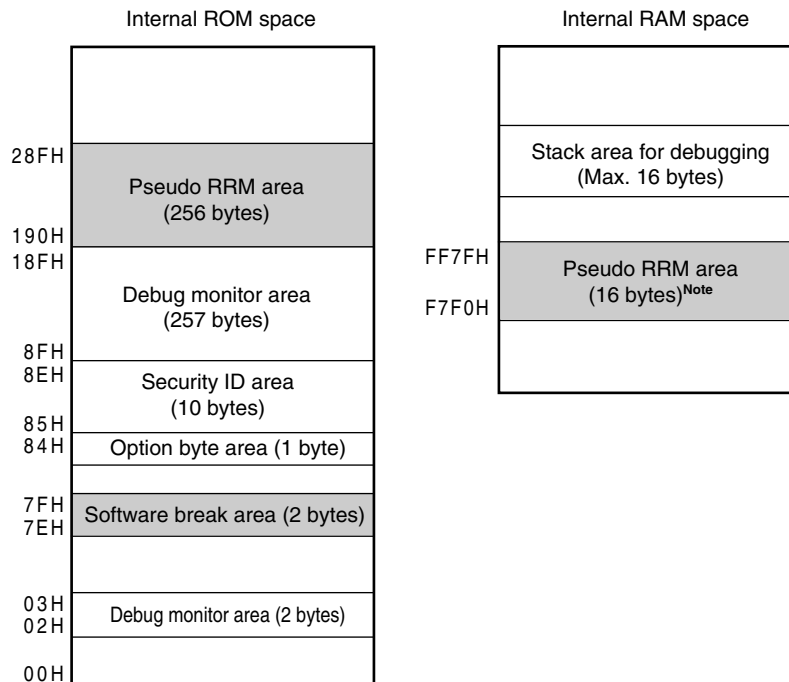 Internal ROM space
28FH
Pseudo RRM area
(256 bytes)
190H
18FH
Debug monitor area
(257 bytes)
8FH
8EH
Security ID area
(10 bytes)
85H
84H
Option byte area (1 byte)
7FH
Software break area (2 bytes)
7EH
03H
Debug monitor area (2 bytes)
02H
00H
Internal RAM space
Stack area for debugging
(Max. 16 bytes)
FF7FH
Pseudo RRM area
(16 bytes)Note
F7F0H